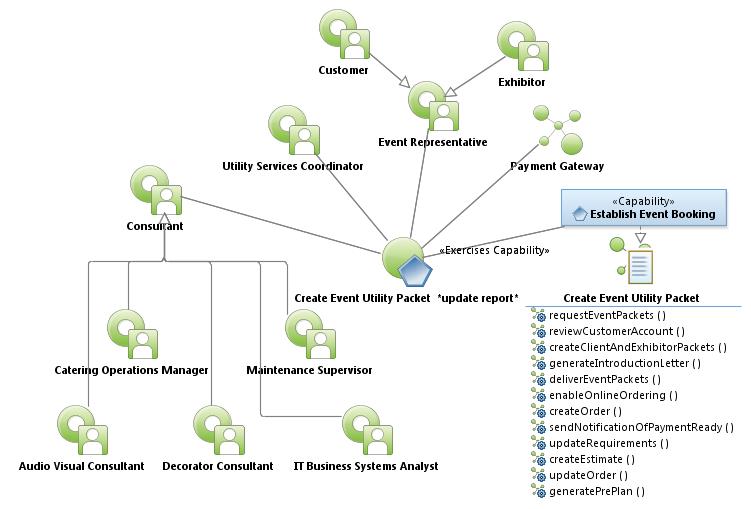 Customer
Exhibitor
Event Representative
Utility Services Coordinator
Payment Gateway
Consultant
«Capability»
Establish Event Booking
«Exercises Capability»
Create Event Utility Packet *update report*
Create Event Utility Packet
requestEventPackets ( )
reviewCustomerAccount ( )
createClientAndExhibitorPackets ( )
generateIntroductionLetter ( )
deliverEventPackets ( )
enableOnlineOrdering ( )
createOrder ( )
sendNotificationOfPaymentReady ( )
updateRequirements ( )
createEstimate ( )
updateOrder ( )
generatePrePlan ( )
Catering Operations Manager
Maintenance Supervisor
Audio Visual Consultant
Decorator Consultant
IT Business Systems Analyst